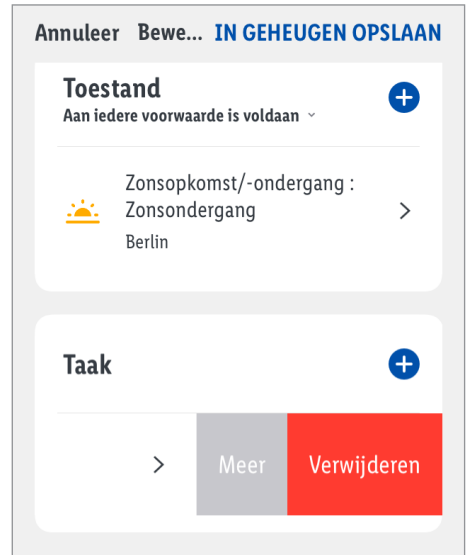 Annuleer Bewe... IN GEHEUGEN OPSLAAN
Toestand
Aan iedere voorwaarde is voldaan
Zonsopkomst/-ondergang :
Zonsondergang
Berlin
Taak
Meer Verwijderen